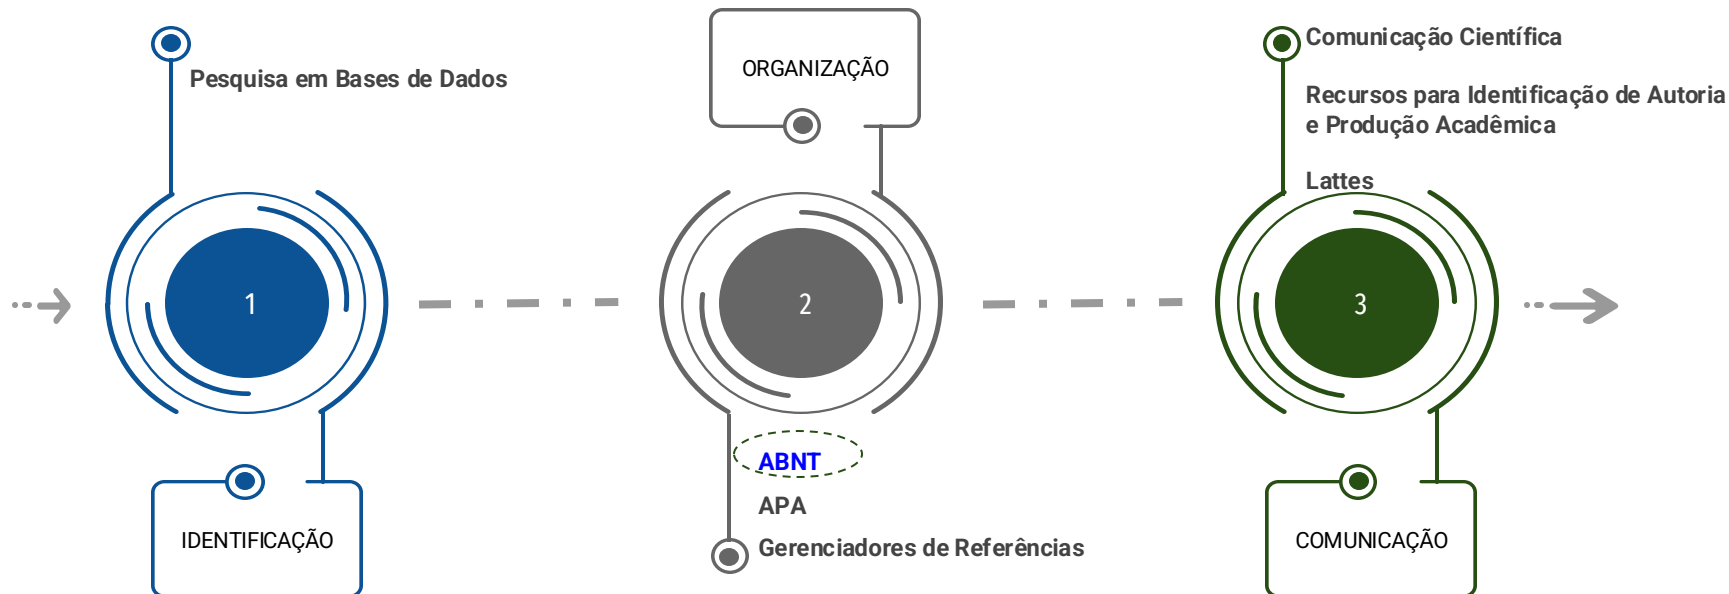 Pesquisa em Bases de Dados
1
IDENTIFICAÇÃO
ORGANIZAÇÃO
2
ABNT
APA
Gerenciadores de Referências
Comunicação Científica
Recursos para Identificação de Autoria
e Produção Acadêmica
Lattes
3
COMUNICAÇÃO